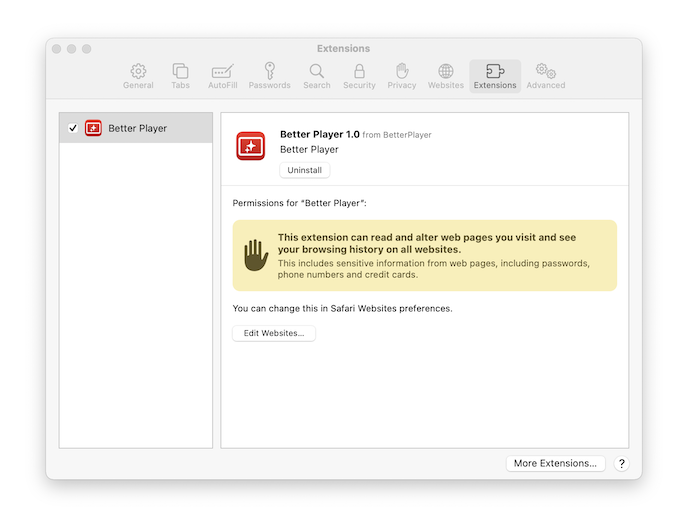 Extensions
General
Tabs
AutoFill
Passwords
Search
Security
Privacy
Websites
Extensions
Advanced
Better Player
Better Player 1.0 from BetterPlayer
Better Player
Uninstall
Permissions for “Better Player”:
This extension can read and alter web pages you visit and see
your browsing history on all websites.
This includes sensitive information from web pages, including passwords,
phone numbers and credit cards.
You can change this in Safari Websites preferences.
Edit Websites...
More Extensions...
?